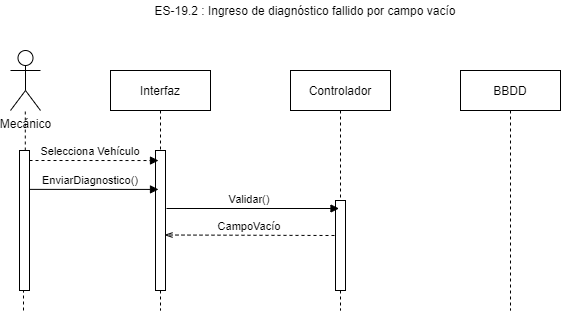 ES-19.2 : Ingreso de diagnóstico fallido por campo vacío
Interfaz
Controlador
BBDD
Mecánico
Selecciona Vehículo
EnviarDiagnostico()
Validar()
CampoVacío